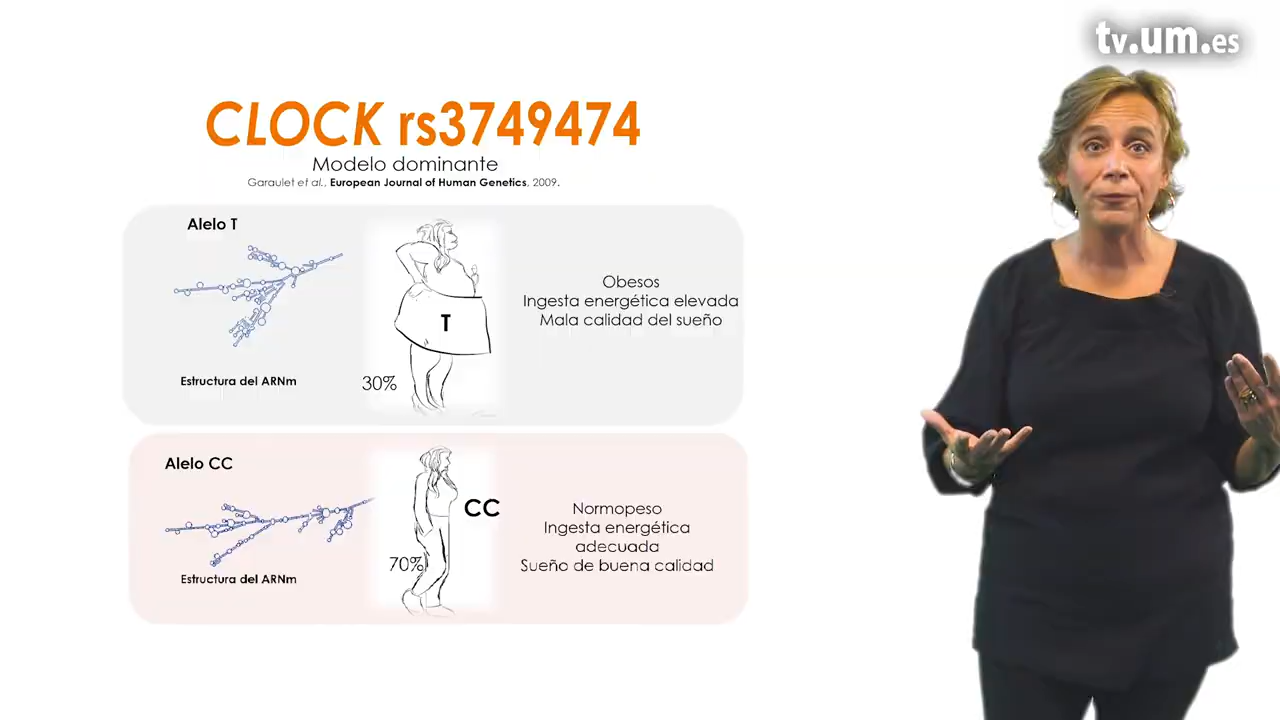 tv.um.es
CLOCK rs3749474
Modelo dominante
Garaulet et al., European Journal of Human Genetics, 2009.
Alelo T
Obesos
Ingesta energética elevada
Mala calidad del sueño
T
Estructura del ARNm
30%
Alelo CC
CC
Normopeso
Ingesta energética
adecuada
Sueño de buena calidad
70%
Estructura del ARNm